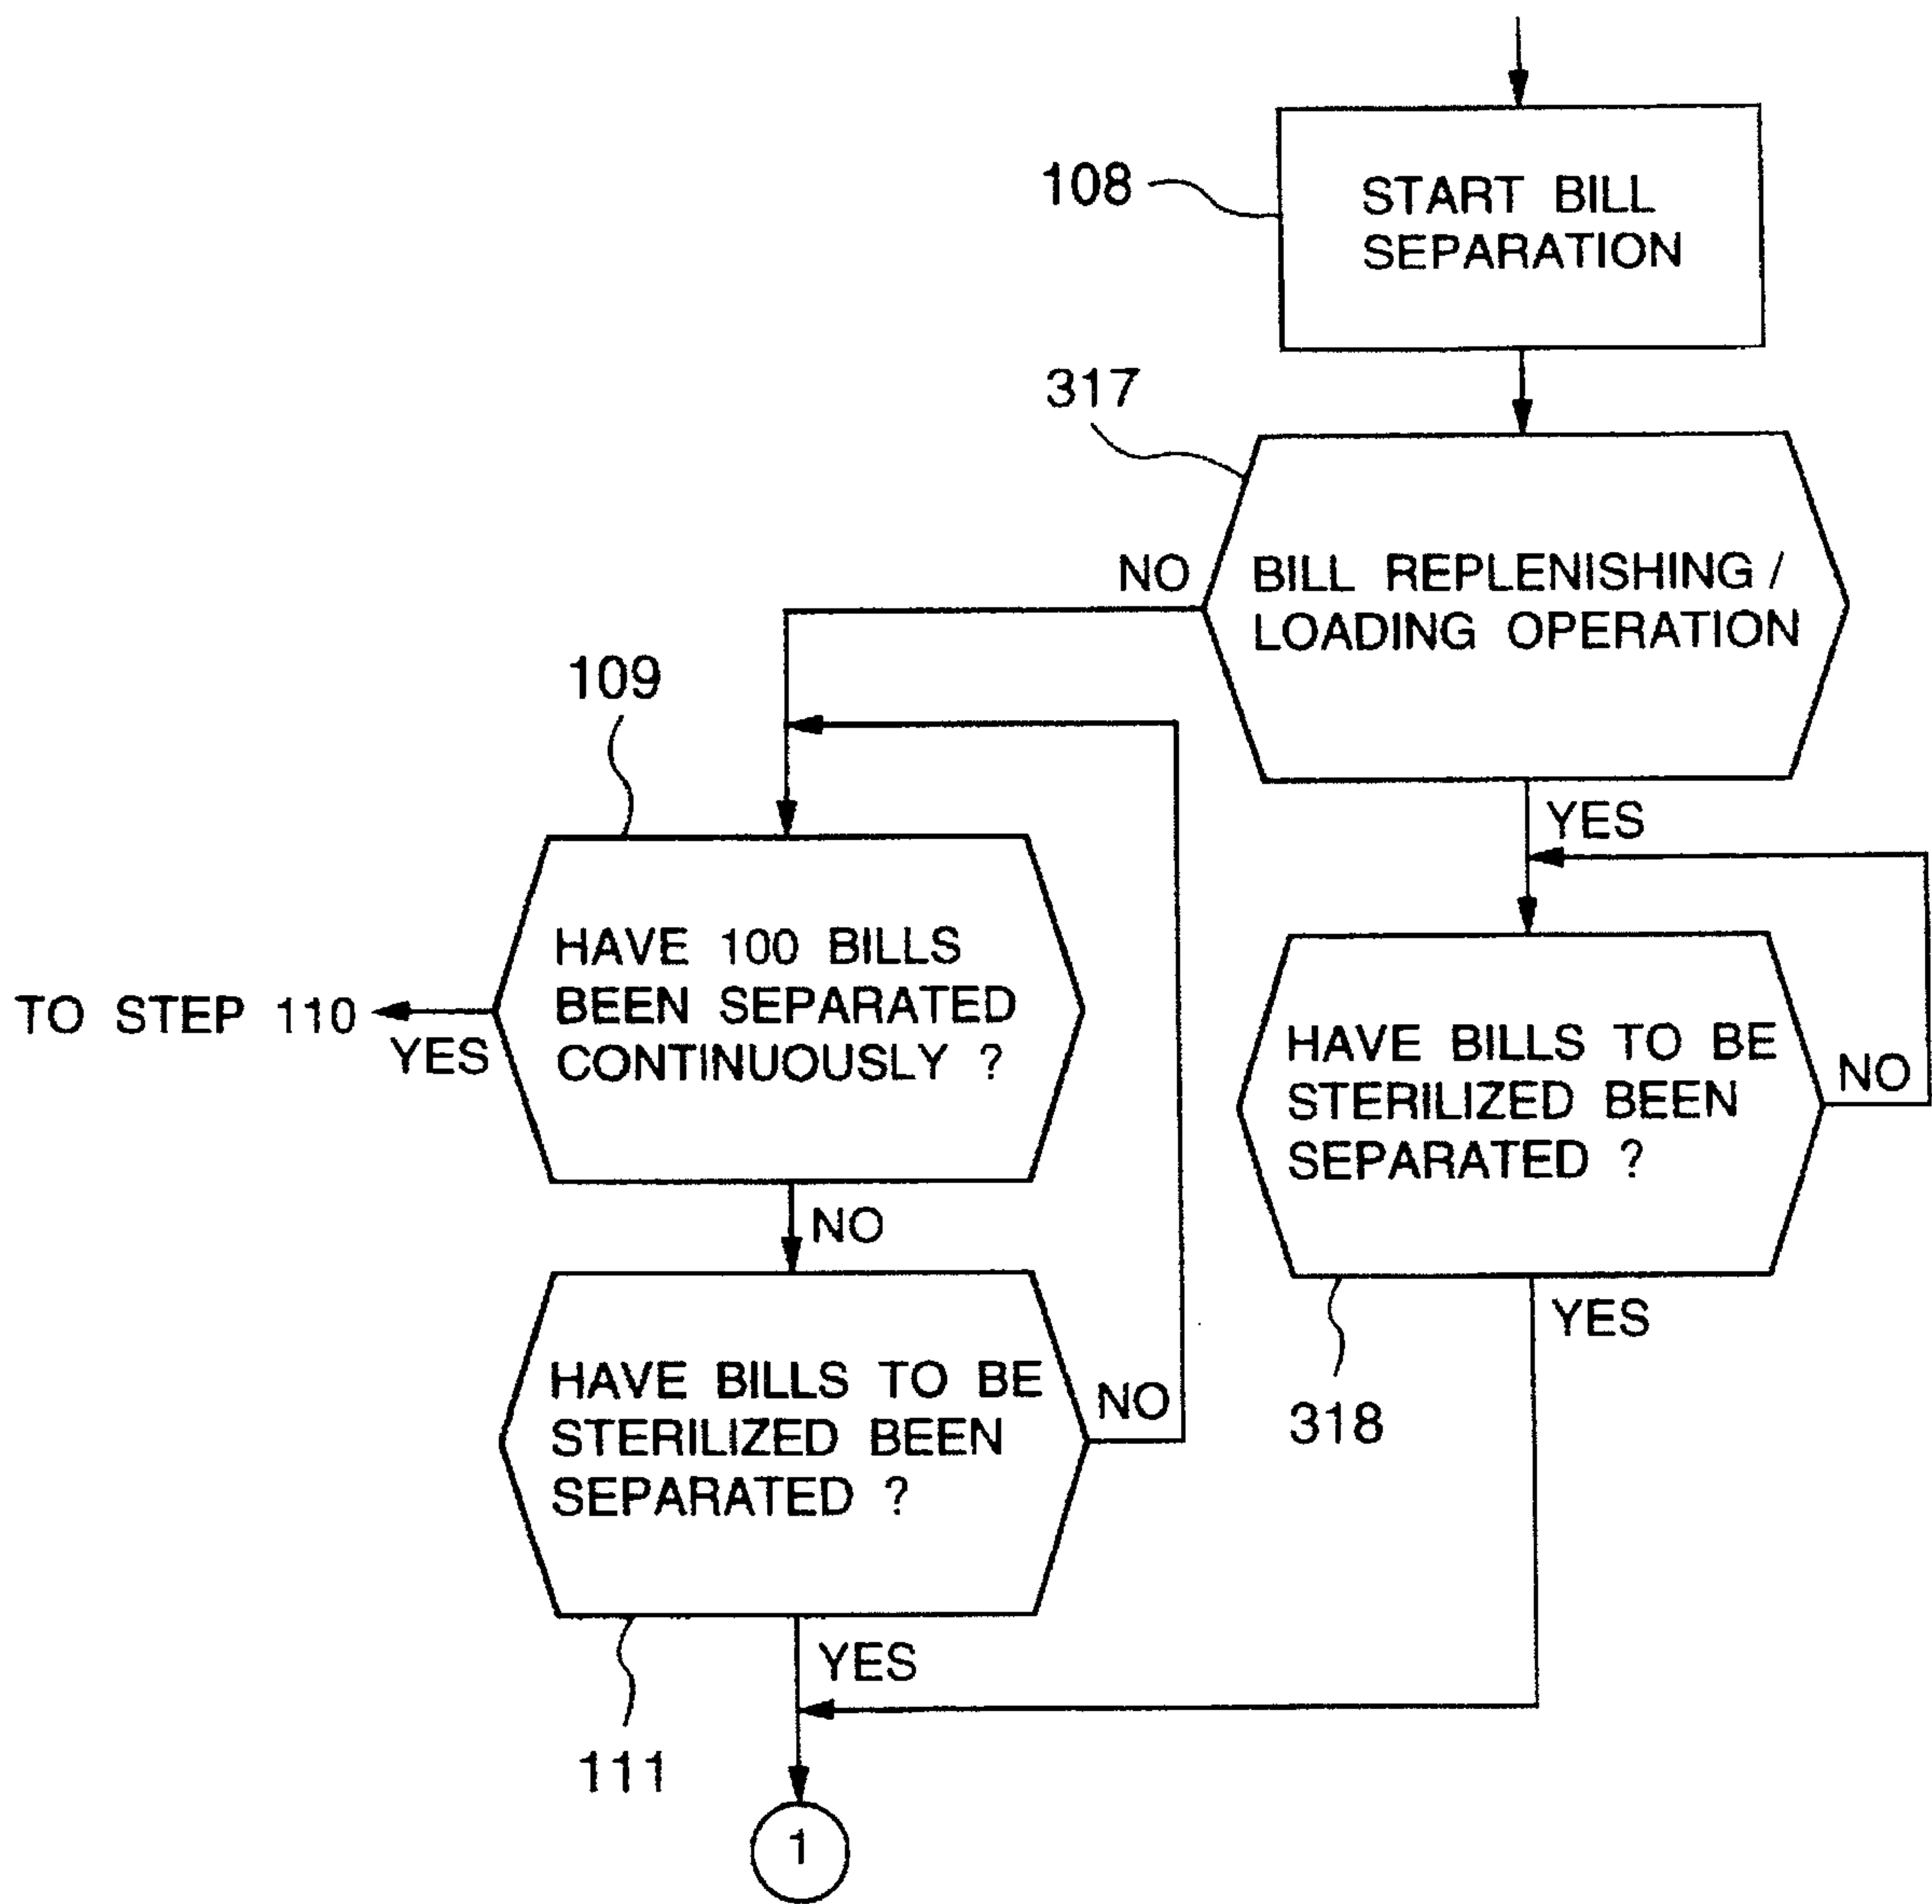 108
START BILL
SEPARATION
317
NO
BILL REPLENISHING /
LOADING OPERATION
YES
109
HAVE 100 BILLS
BEEN SEPARATED
CONTINUOUSLY ?
TO STEP 110
YES
NO
HAVE BILLS TO BE
STERILIZED BEEN
SEPARATED ?
NO
YES
318
HAVE BILLS TO BE
STERILIZED BEEN
SEPARATED ?
NO
YES
111
1